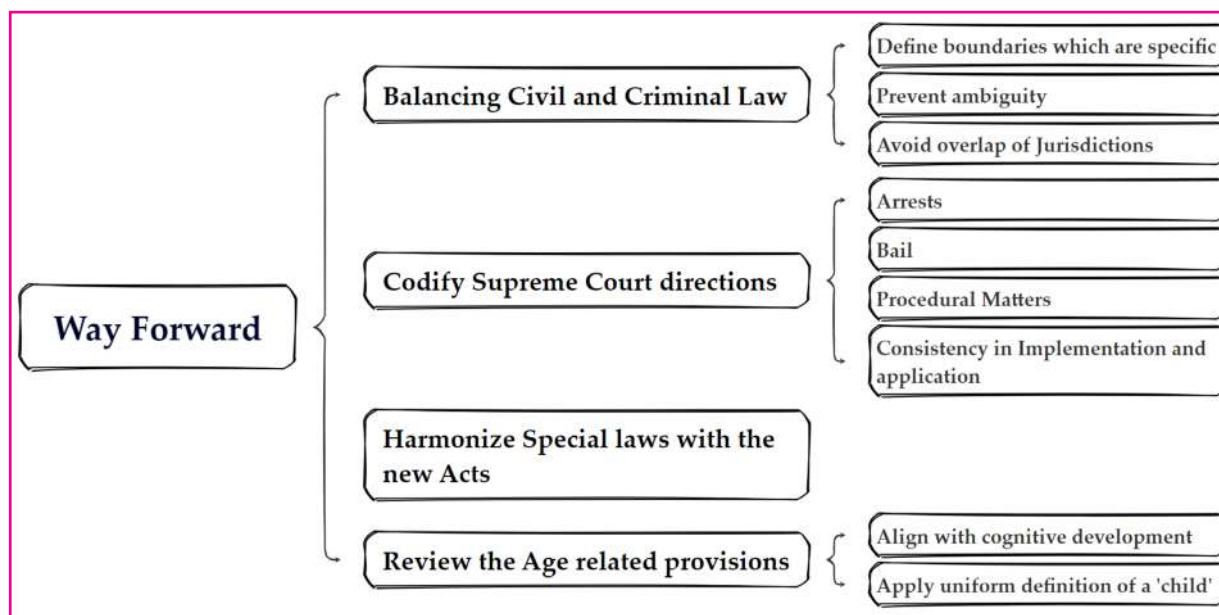 Way Forward
Balancing Civil and Criminal Law
Define boundaries which are specific
Prevent ambiguity
Avoid overlap of Jurisdictions
Codify Supreme Court directions
Arrests
Bail
Procedural Matters
Consistency in Implementation and
application
Harmonize Special laws with the
new Acts
Review the Age related provisions
Align with cognitive development
Apply uniform definition of a 'child'